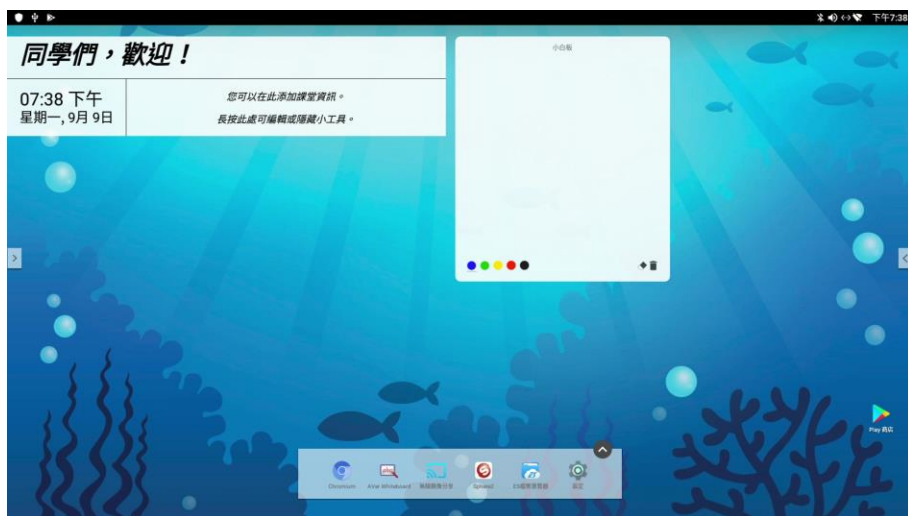 下午7:38
同學們，歡迎！
07:38 下午
星期一, 9月 9日
您可以在此添加課堂資訊。
長按此處可編輯或隱藏小工具。
小白板
Play 商店
Chromium
AVer Whiteboard
設定